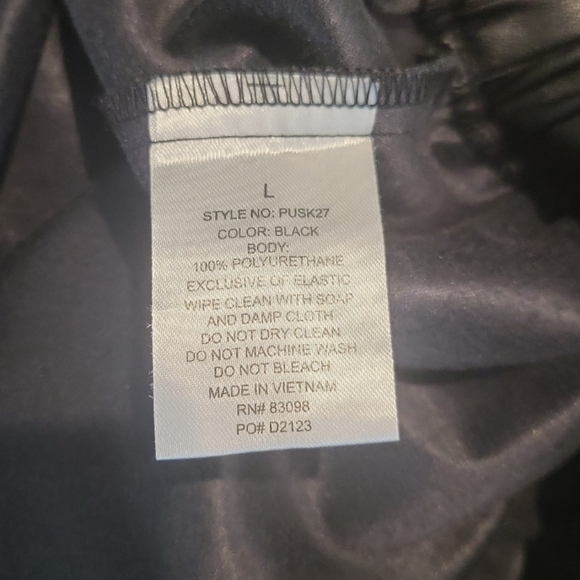 L
STYLE NO: PUSK27
COLOR: BLACK
BODY:
100% POLYURETHANE
EXCLUSIVE OF ELASTIC
WIPE CLEAN WITH SOAP
AND DAMP CLOTH
DO NOT DRY CLEAN
DO NOT MACHINE WASH
DO NOT BLEACH
MADE IN VIETNAM
RN# 83098
PO# D2123